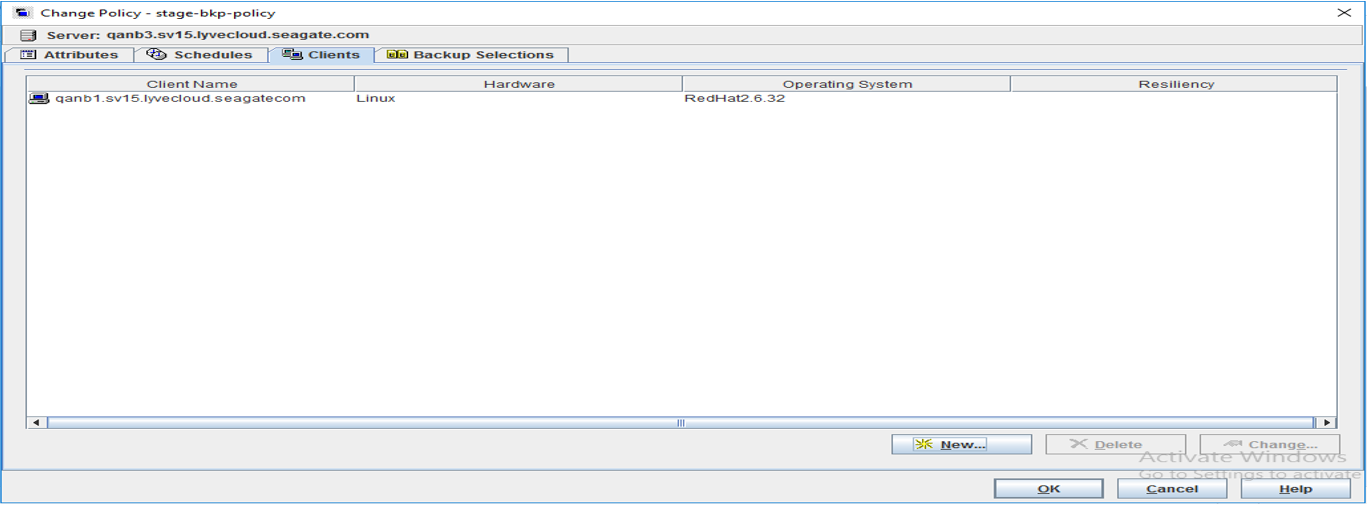 Change Policy - stage-bkp-policy
Server: qanb3.sv15.lyvecloud.seagate.com
Attributes Schedules Clients Backup Selections
Client Name Hardware Operating System Resiliency
qanb1.sv15.lyvecloud.seagatecom Linux RedHat2.6.32
New... Delete Change...
Activate Windows
Go to Settings to activate
OK Cancel Help